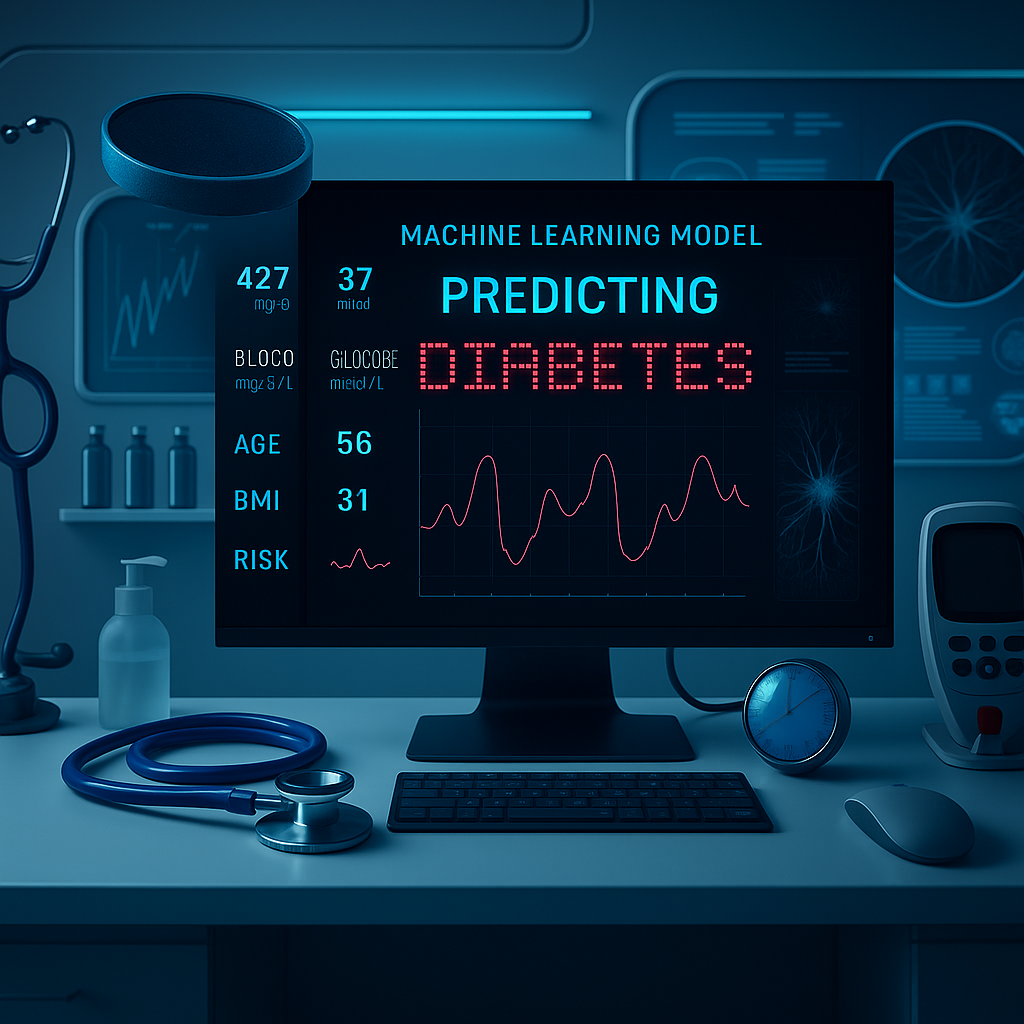 MACHINE LEARNING MODEL
PREDICTING
DIABETES
427 37
BLOCO GILOCOBE
AGE 56
BMI 31
RISK